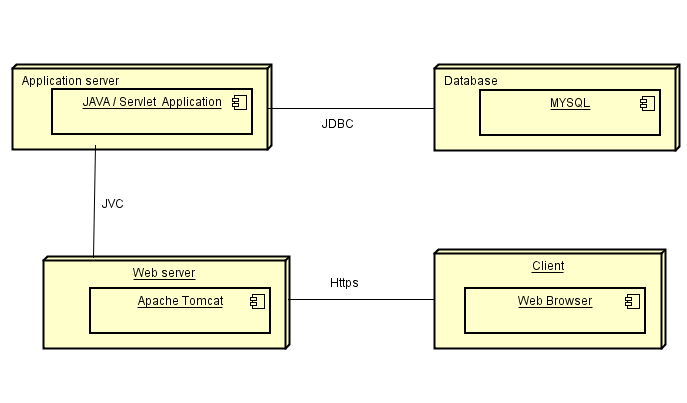 Application server
JAVA / Servlet Application
Database
MYSQL
JDBC
JVC
Web server
Apache Tomcat
Https
Client
Web Browser